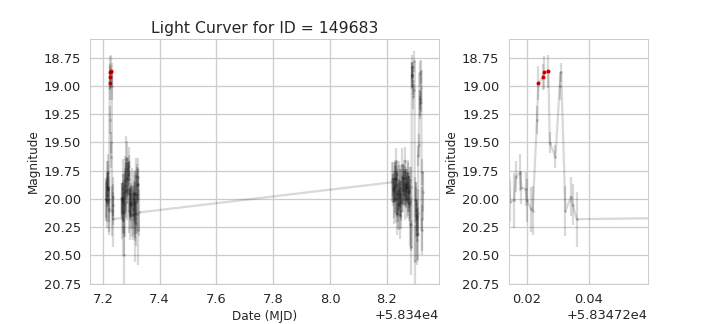 Light Curver for ID = 149683
18.75
19.00
19.25
19.50
19.75
20.00
20.25
20.50
20.75
Magnitude
7.2 7.4 7.6 7.8 8.0 8.2
Date (MJD)
+5.834e4
18.75
19.00
19.25
19.50
19.75
20.00
20.25
20.50
20.75
Magnitude
0.02 0.04
+5.83472e4